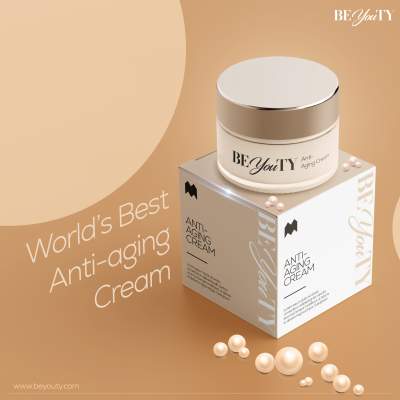 BEYouTY
World's Best
Anti-aging
Cream
BEYouTY
Anti-
Aging Cream
BEYouTY
ANTI-
AGING
CREAM
BEYouTY
ANTI-
AGING
CREAM
www.beyouty.com